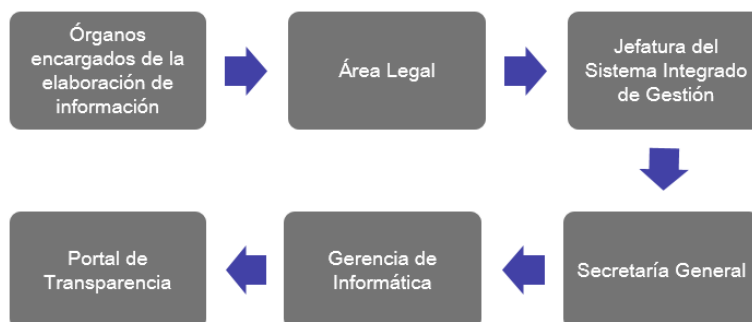 Órganos
encargados de la
elaboración de
información
Área Legal
Jefatura del
Sistema Integrado
de Gestión
Portal de
Transparencia
Gerencia de
Informática
Secretaría General